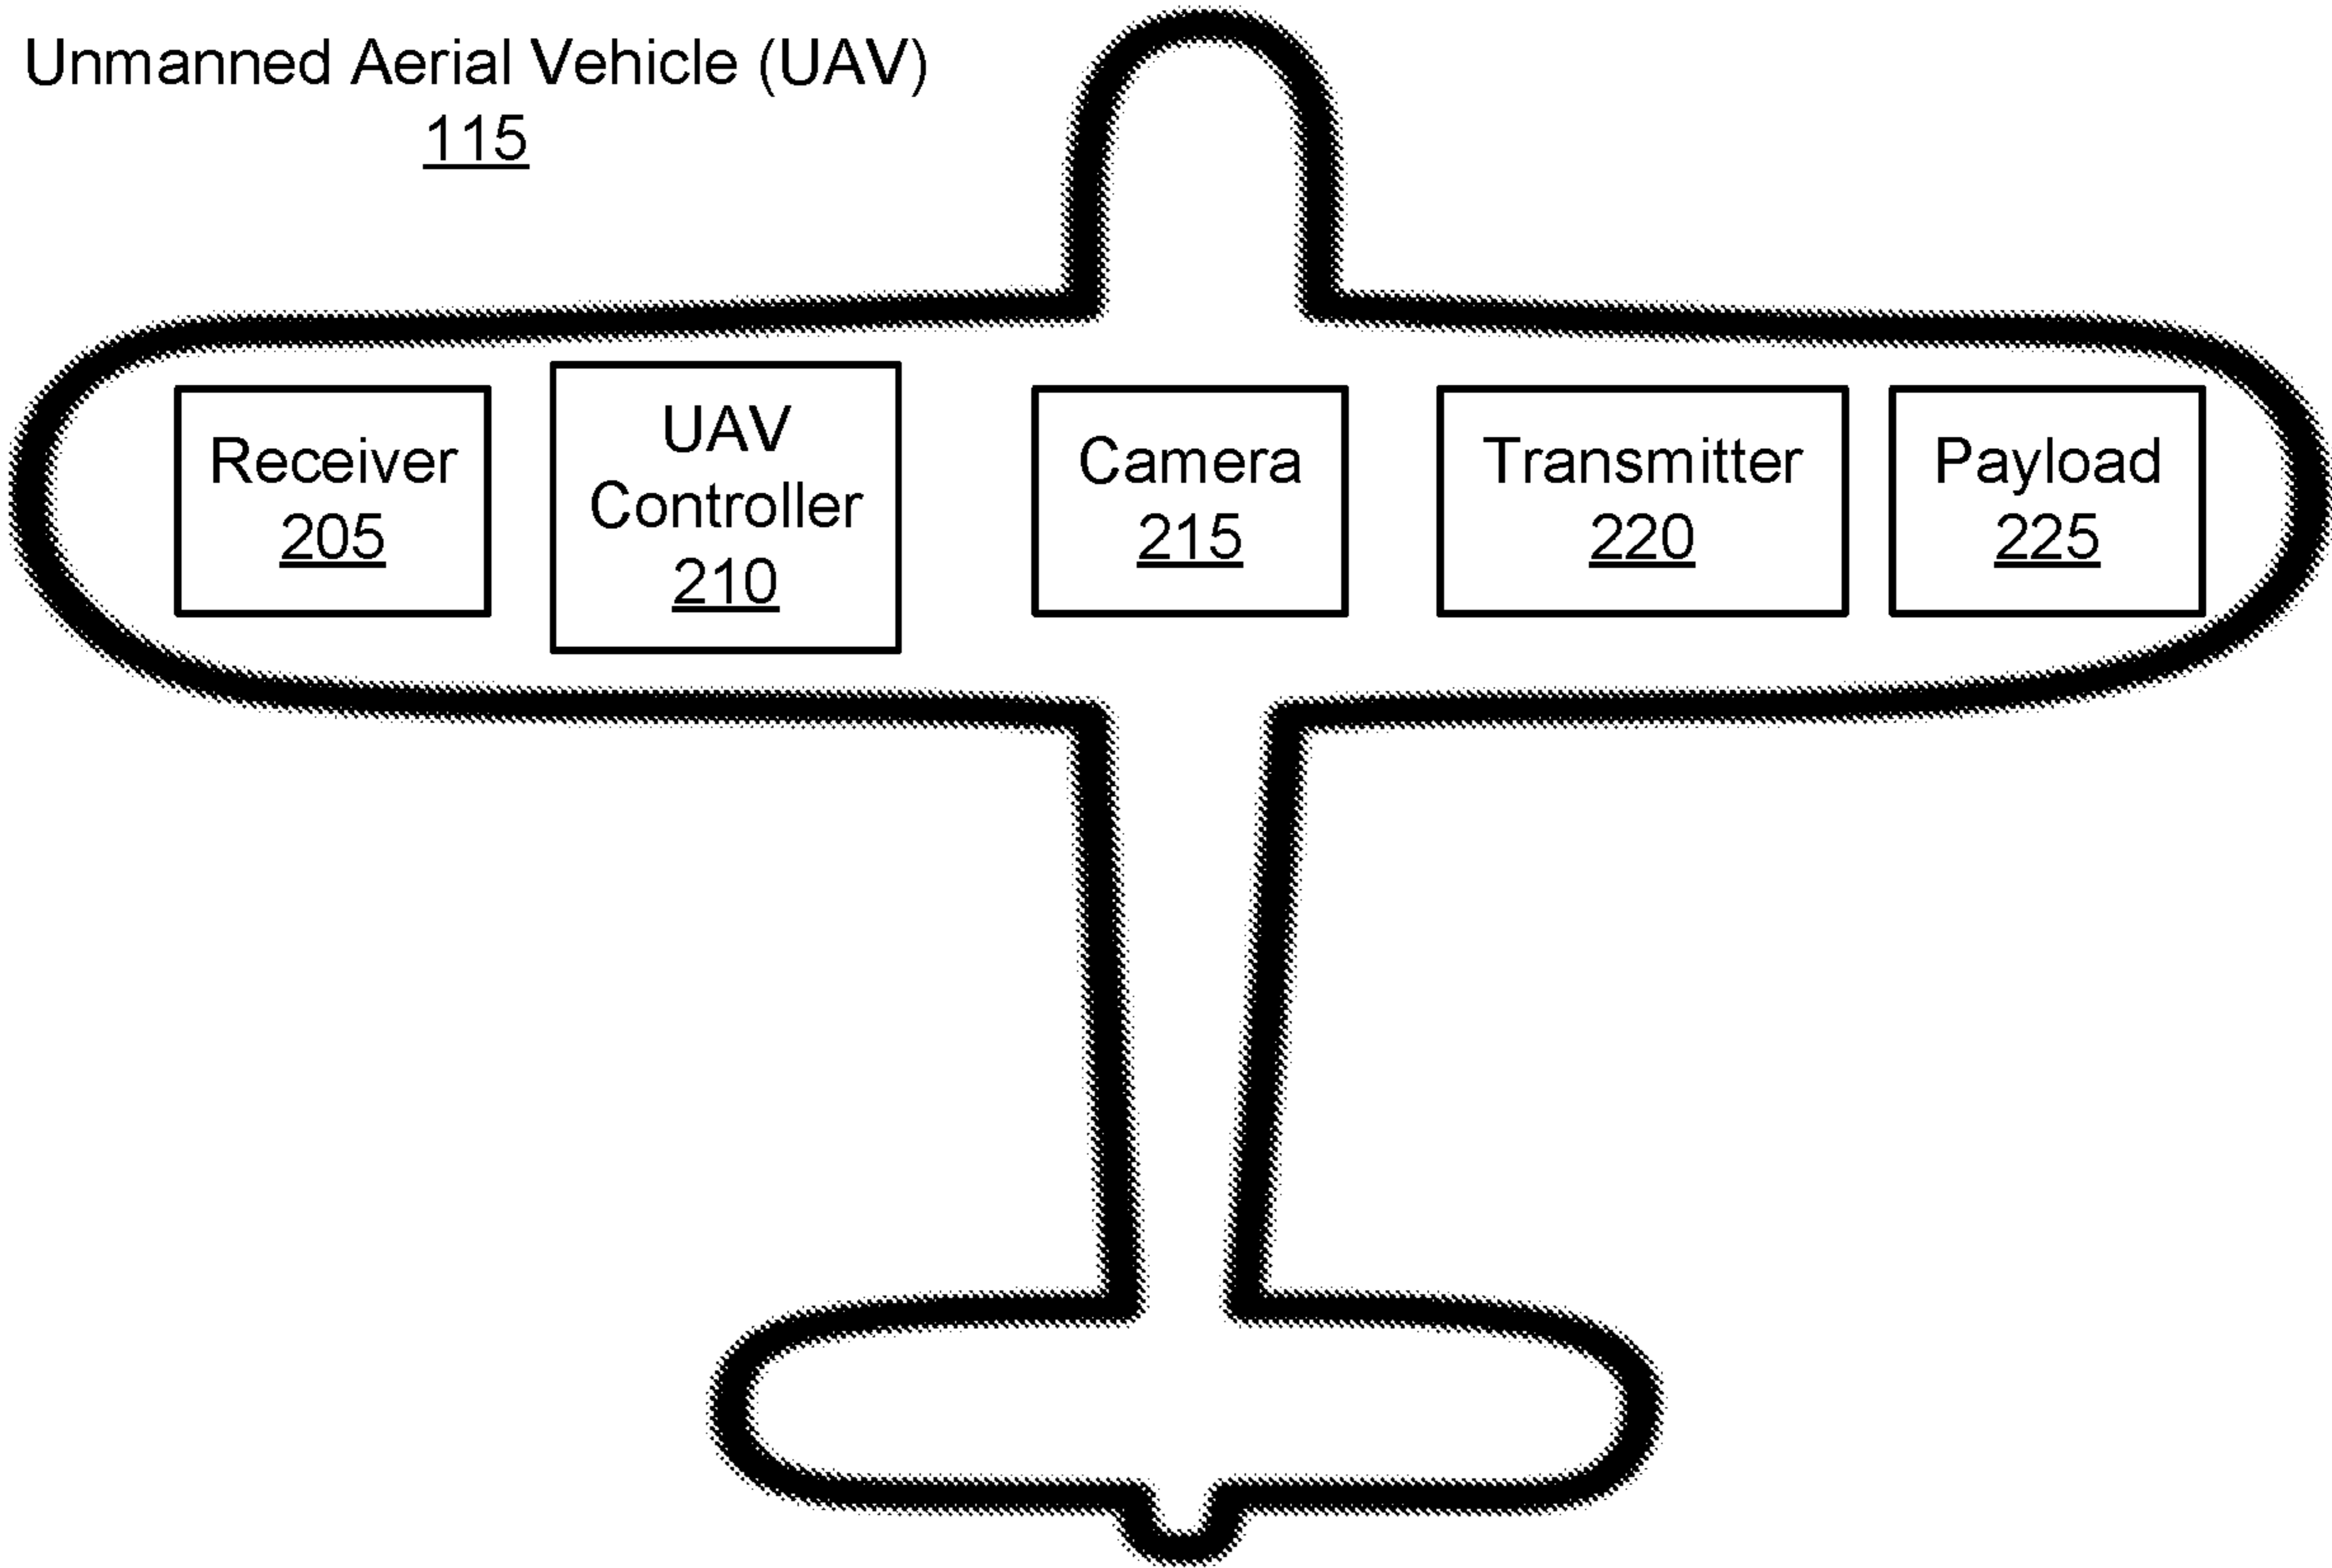 Unmanned Aerial Vehicle (UAV)
115
Receiver
205
UAV
Controller
210
Camera
215
Transmitter
220
Payload
225